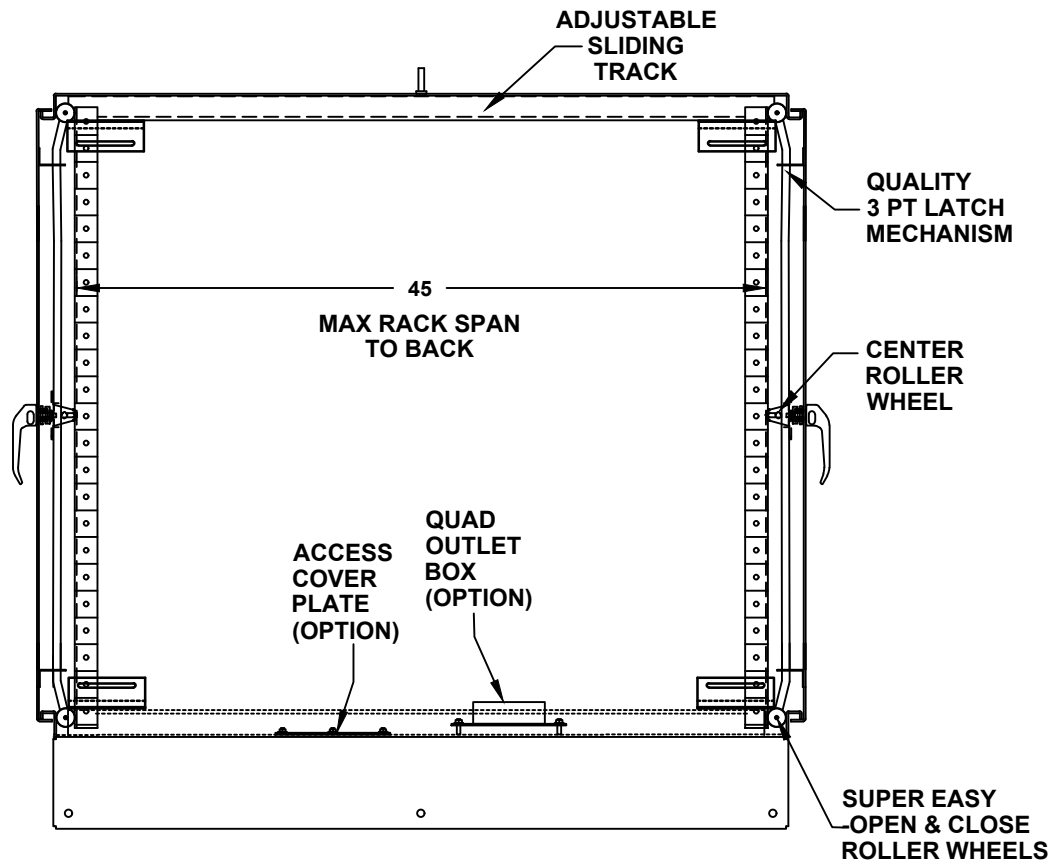 ADJUSTABLE
SLIDING
TRACK
QUALITY
3 PT LATCH
MECHANISM
45
MAX RACK SPAN
TO BACK
CENTER
ROLLER
WHEEL
QUAD
OUTLET
BOX
(OPTION)
ACCESS
COVER
PLATE
(OPTION)
SUPER EASY
OPEN & CLOSE
ROLLER WHEELS